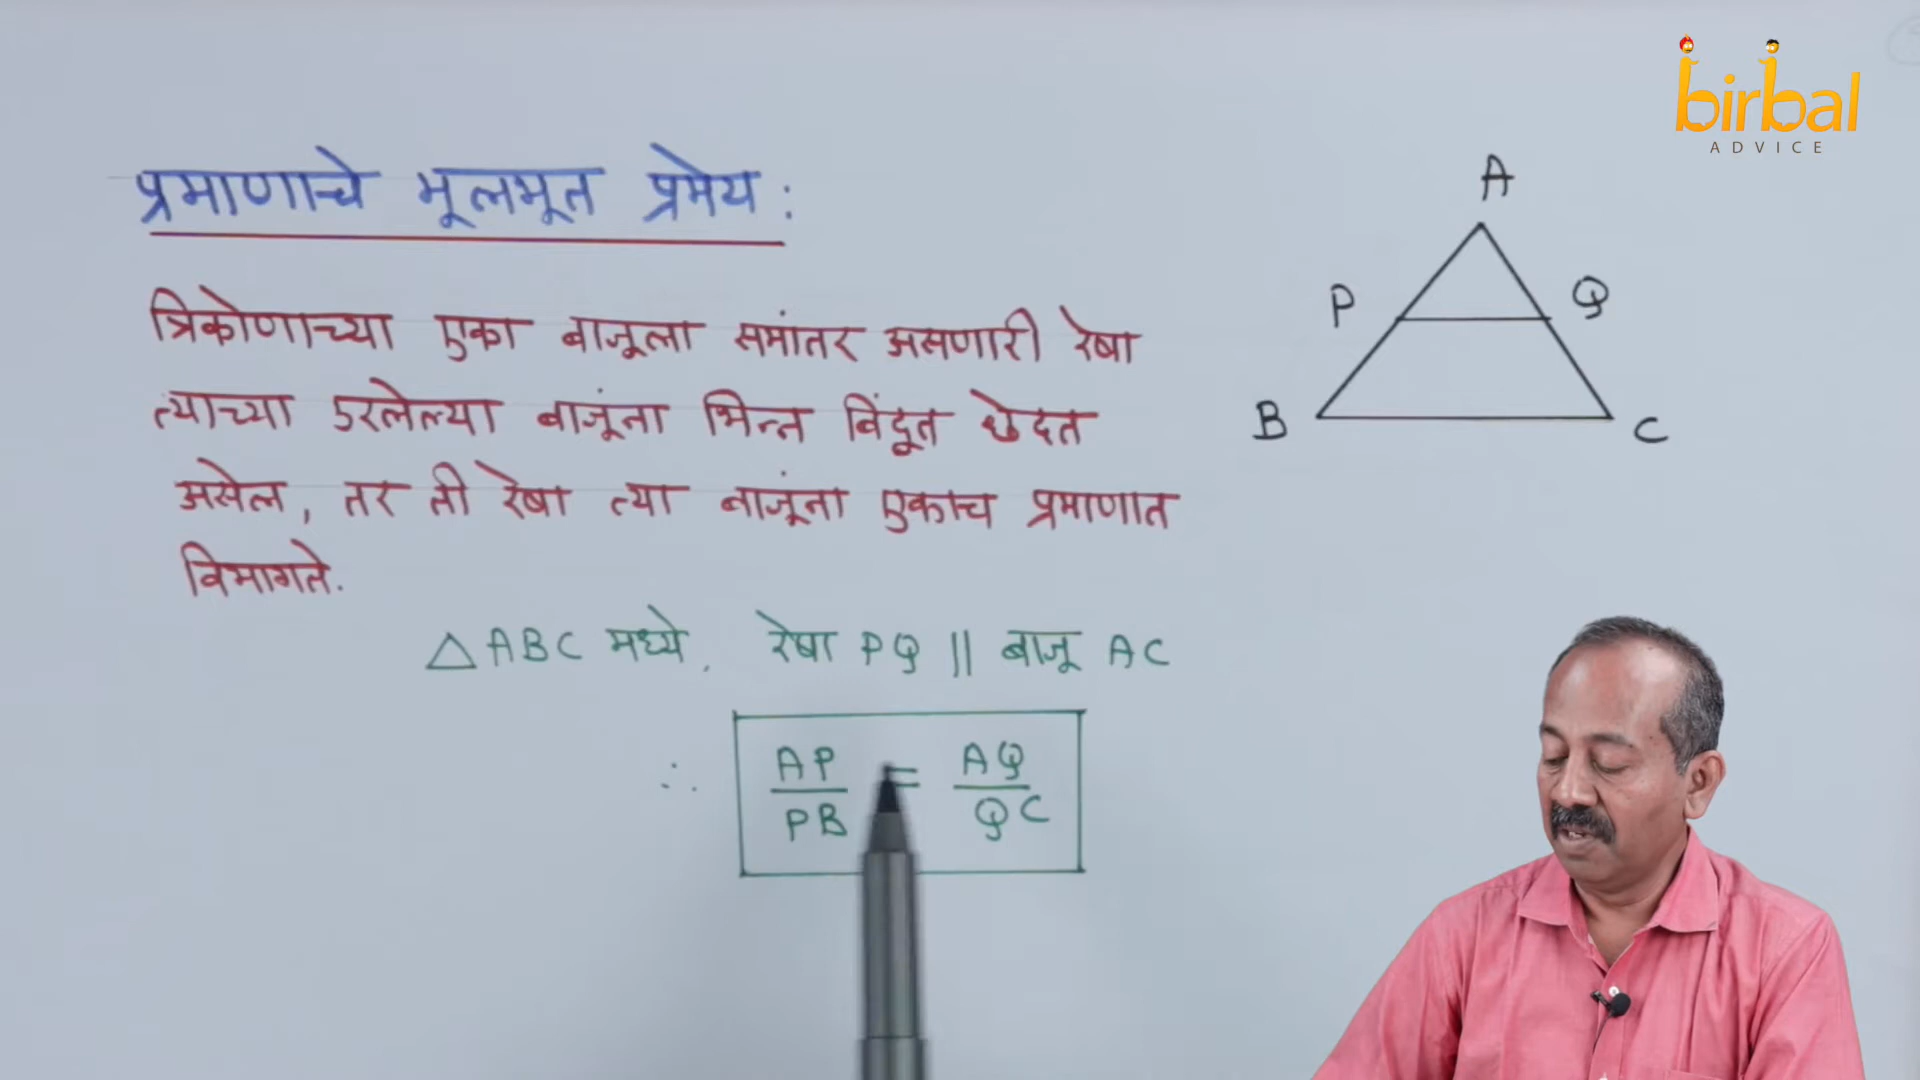 birbal
ADVICE
प्रमाणाचे मूलभूत प्रमेय :
त्रिकोणाच्या एका बाजूला समांतर असणारी रेषा
त्याच्या उरलेल्या बाजूंना भिन्न बिंदूत छेदत
असेल, तर ती रेषा त्या बाजूंना एकाच प्रमाणात
विभागते.
A
P
Q
B
C
△ABC मध्ये, रेषा PQ || बाजू AC
∴ AP/PB = AQ/QC